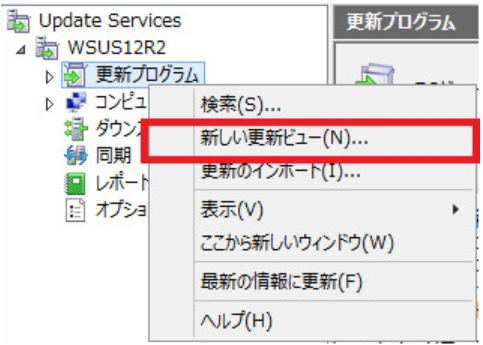 Update Services
WSUS12R2
更新プログラム
コンピュ
ダウン
同期
レポート
オプショ
更新プログラム
検索(S)...
新しい更新ビュー(N)...
更新のインポート(I)...
表示(V)
ここから新しいウィンドウ(W)
最新の情報に更新(F)
ヘルプ(H)